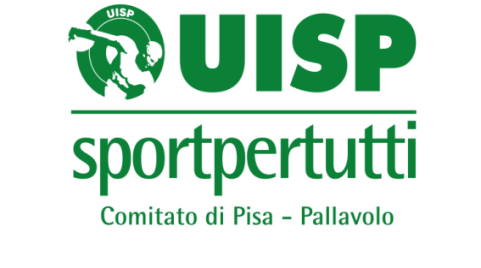 UISP
UISP
sportpertutti
Comitato di Pisa - Pallavolo